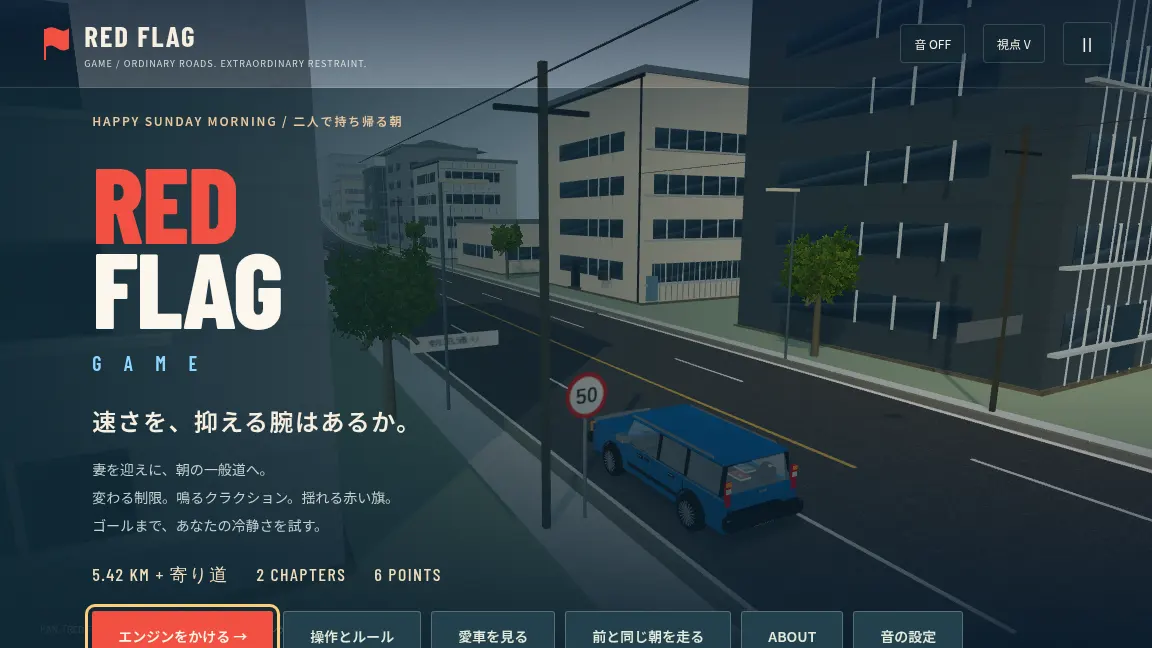 RED FLAG
GAME / ORDINARY ROADS. EXTRAORDINARY RESTRAINT.
音 OFF
視点 V
HAPPY SUNDAY MORNING / 二人で持ち帰る朝
RED
FLAG
GAME
速さを、抑える腕はあるか。
妻を迎えに、朝の一般道へ。
変わる制限。鳴るクラクション。揺れる赤い旗。
ゴールまで、あなたの冷静さを試す。
50
5.42 KM + 寄り道 2 CHAPTERS 6 POINTS
エンジンをかける →
操作とルール
愛車を見る
前と同じ朝を走る
ABOUT
音の設定